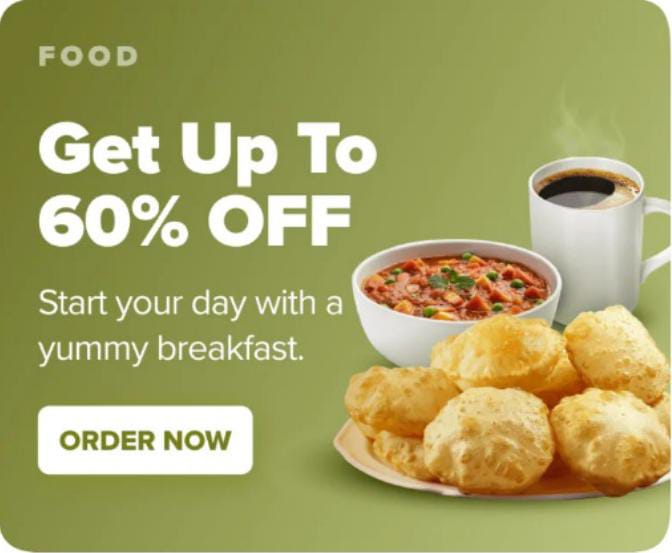 FOOD
Get Up To
60% OFF
Start your day with a
yummy breakfast.
ORDER NOW